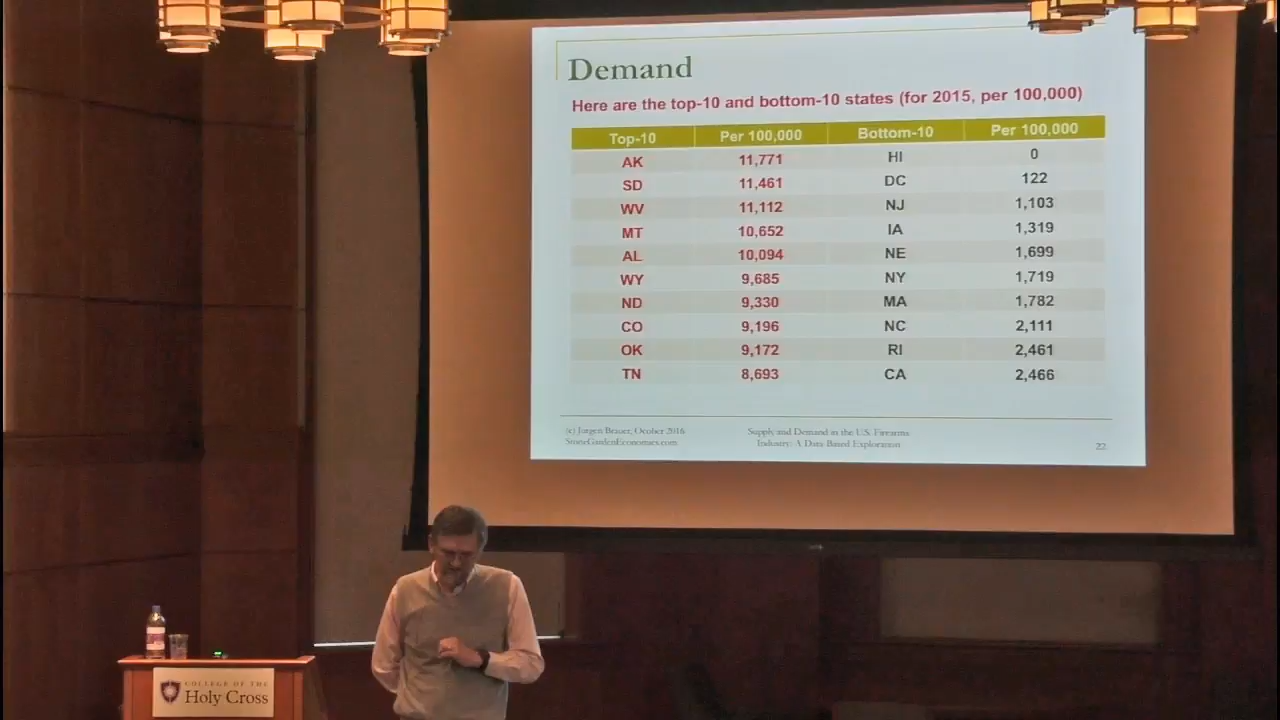 Demand
Here are the top-10 and bottom-10 states (for 2015, per 100,000)
Top-10 Per 100,000 Bottom-10 Per 100,000
AK 11,771 HI 0
SD 11,461 DC 122
WV 11,112 NJ 1,103
MT 10,652 IA 1,319
AL 10,094 NE 1,699
WY 9,685 NY 1,719
ND 9,330 MA 1,782
CO 9,196 NC 2,111
OK 9,172 RI 2,461
TN 8,693 CA 2,466
(c) Jurgen Brauer, October 2016
StoneGardenEconomics.com
Supply and Demand in the U.S. Firearms
Industry: A Data-Based Exploration
22
COLLEGE OF THE
Holy Cross